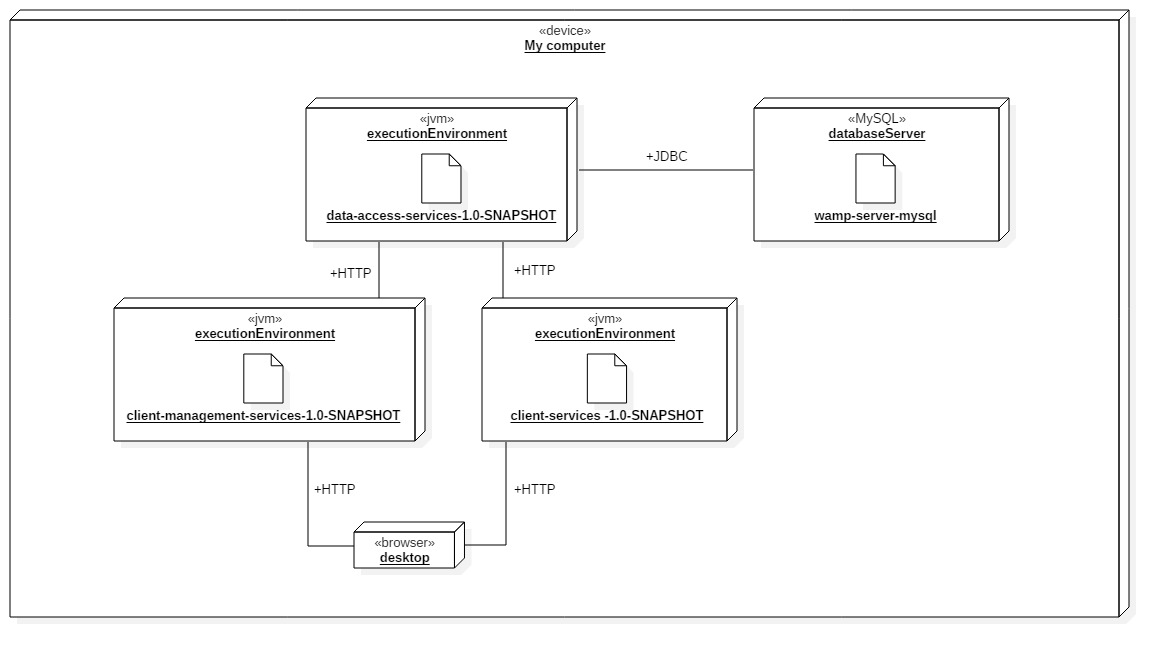 «device»
My computer
«jvm»
executionEnvironment
data-access-services-1.0-SNAPSHOT
+JDBC
«MySQL»
databaseServer
wamp-server-mysql
+HTTP
+HTTP
«jvm»
executionEnvironment
client-management-services-1.0-SNAPSHOT
«jvm»
executionEnvironment
client-services -1.0-SNAPSHOT
+HTTP
+HTTP
«browser»
desktop